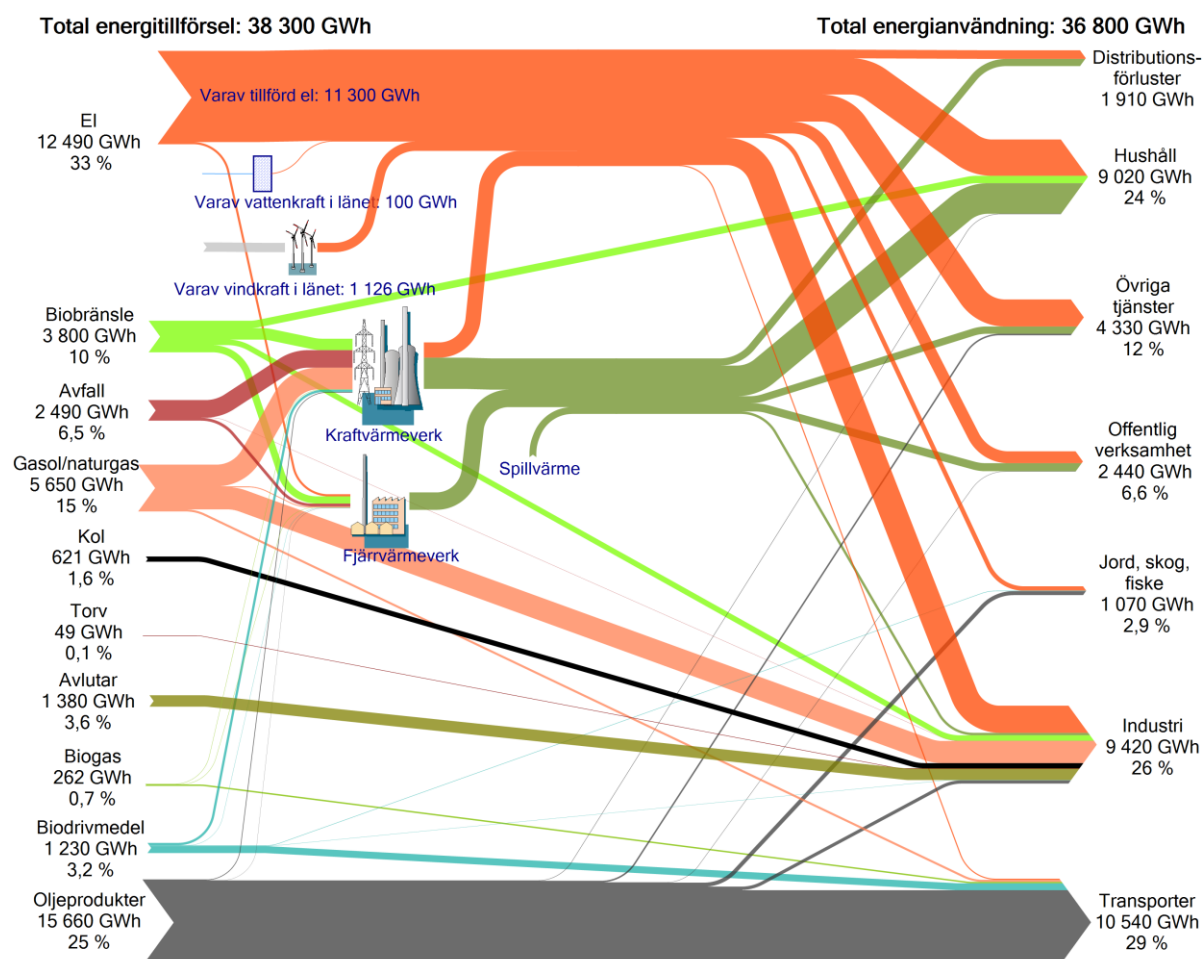 Total energitillförsel: 38 300 GWh
Total energianvändning: 36 800 GWh
El
12 490 GWh
33 %
Varav tillförd el: 11 300 GWh
Varav vattenkraft i länet: 100 GWh
Varav vindkraft i länet: 1 126 GWh
Biobränsle
3 800 GWh
10 %
Avfall
2 490 GWh
6,5 %
Gasol/naturgas
5 650 GWh
15 %
Kol
621 GWh
1,6 %
Torv
49 GWh
0,1 %
Avlutar
1 380 GWh
3,6 %
Biogas
262 GWh
0,7 %
Biodrivmedel
1 230 GWh
3,2 %
Oljeprodukter
15 660 GWh
25 %
Kraftvärmeverk
Spillvärme
Fjärrvärmeverk
Distributions-
förluster
1 910 GWh
Hushåll
9 020 GWh
24 %
Övriga
tjänster
4 330 GWh
12 %
Offentlig
verksamhet
2 440 GWh
6,6 %
Jord, skog,
fiske
1 070 GWh
2,9 %
Industri
9 420 GWh
26 %
Transporter
10 540 GWh
29 %